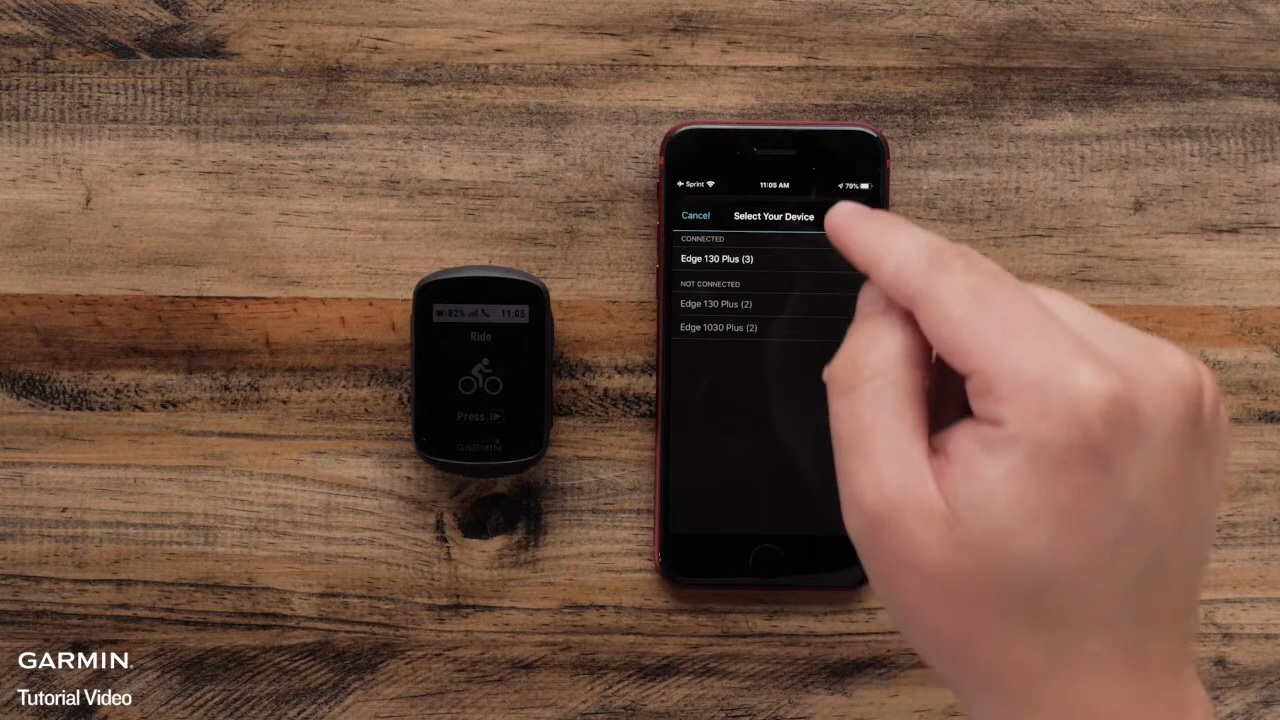 Sprint 11:05 AM 79%
Cancel Select Your Device
CONNECTED
Edge 130 Plus (3)
NOT CONNECTED
Edge 130 Plus (2)
Edge 1030 Plus (2)
82% 11:05
Ride
Press
GARMIN
GARMIN.
Tutorial Video